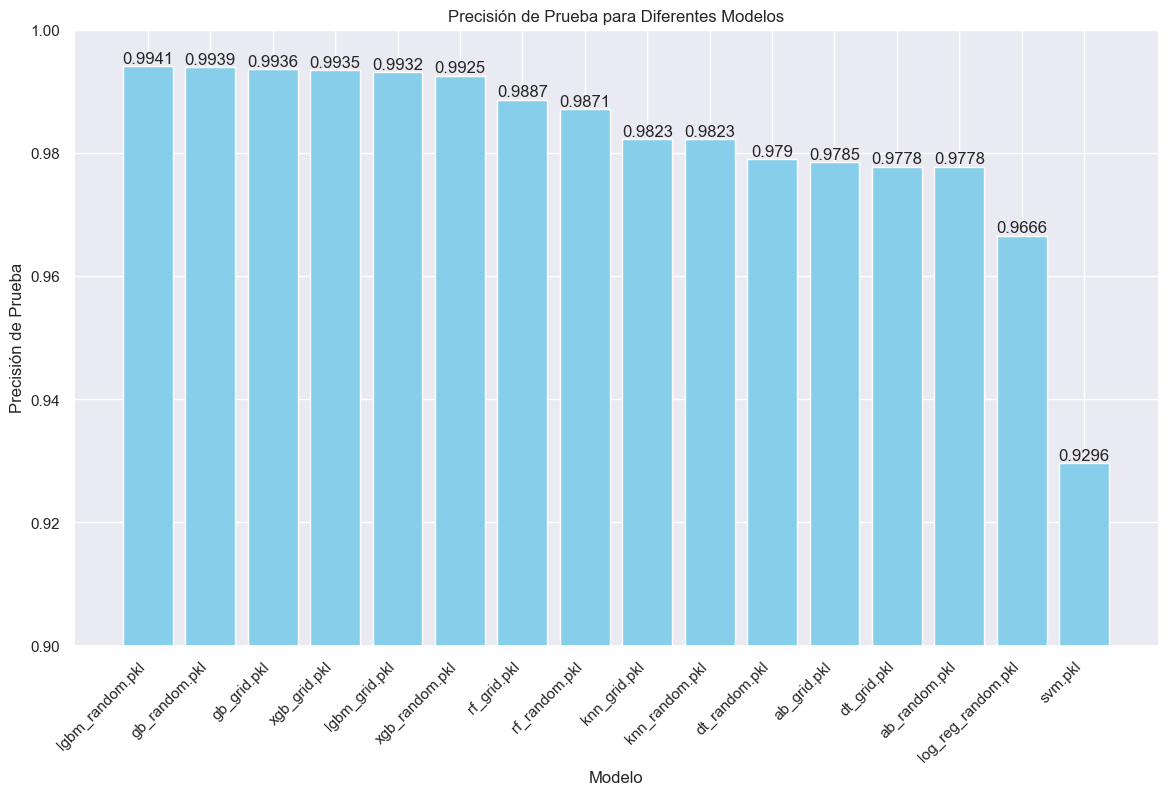 Precisión de Prueba para Diferentes Modelos
Precisión de Prueba
1.00
0.98
0.96
0.94
0.92
0.90
0.9941
0.9939
0.9936
0.9935
0.9932
0.9925
0.9887
0.9871
0.9823
0.9823
0.979
0.9785
0.9778
0.9778
0.9666
0.9296
lgbm_random.pkl
gb_random.pkl
gb_grid.pkl
xgb_grid.pkl
lgbm_grid.pkl
xgb_random.pkl
rf_grid.pkl
rf_random.pkl
knn_grid.pkl
knn_random.pkl
dt_random.pkl
ab_grid.pkl
dt_grid.pkl
ab_random.pkl
log_reg_random.pkl
svm.pkl
Modelo